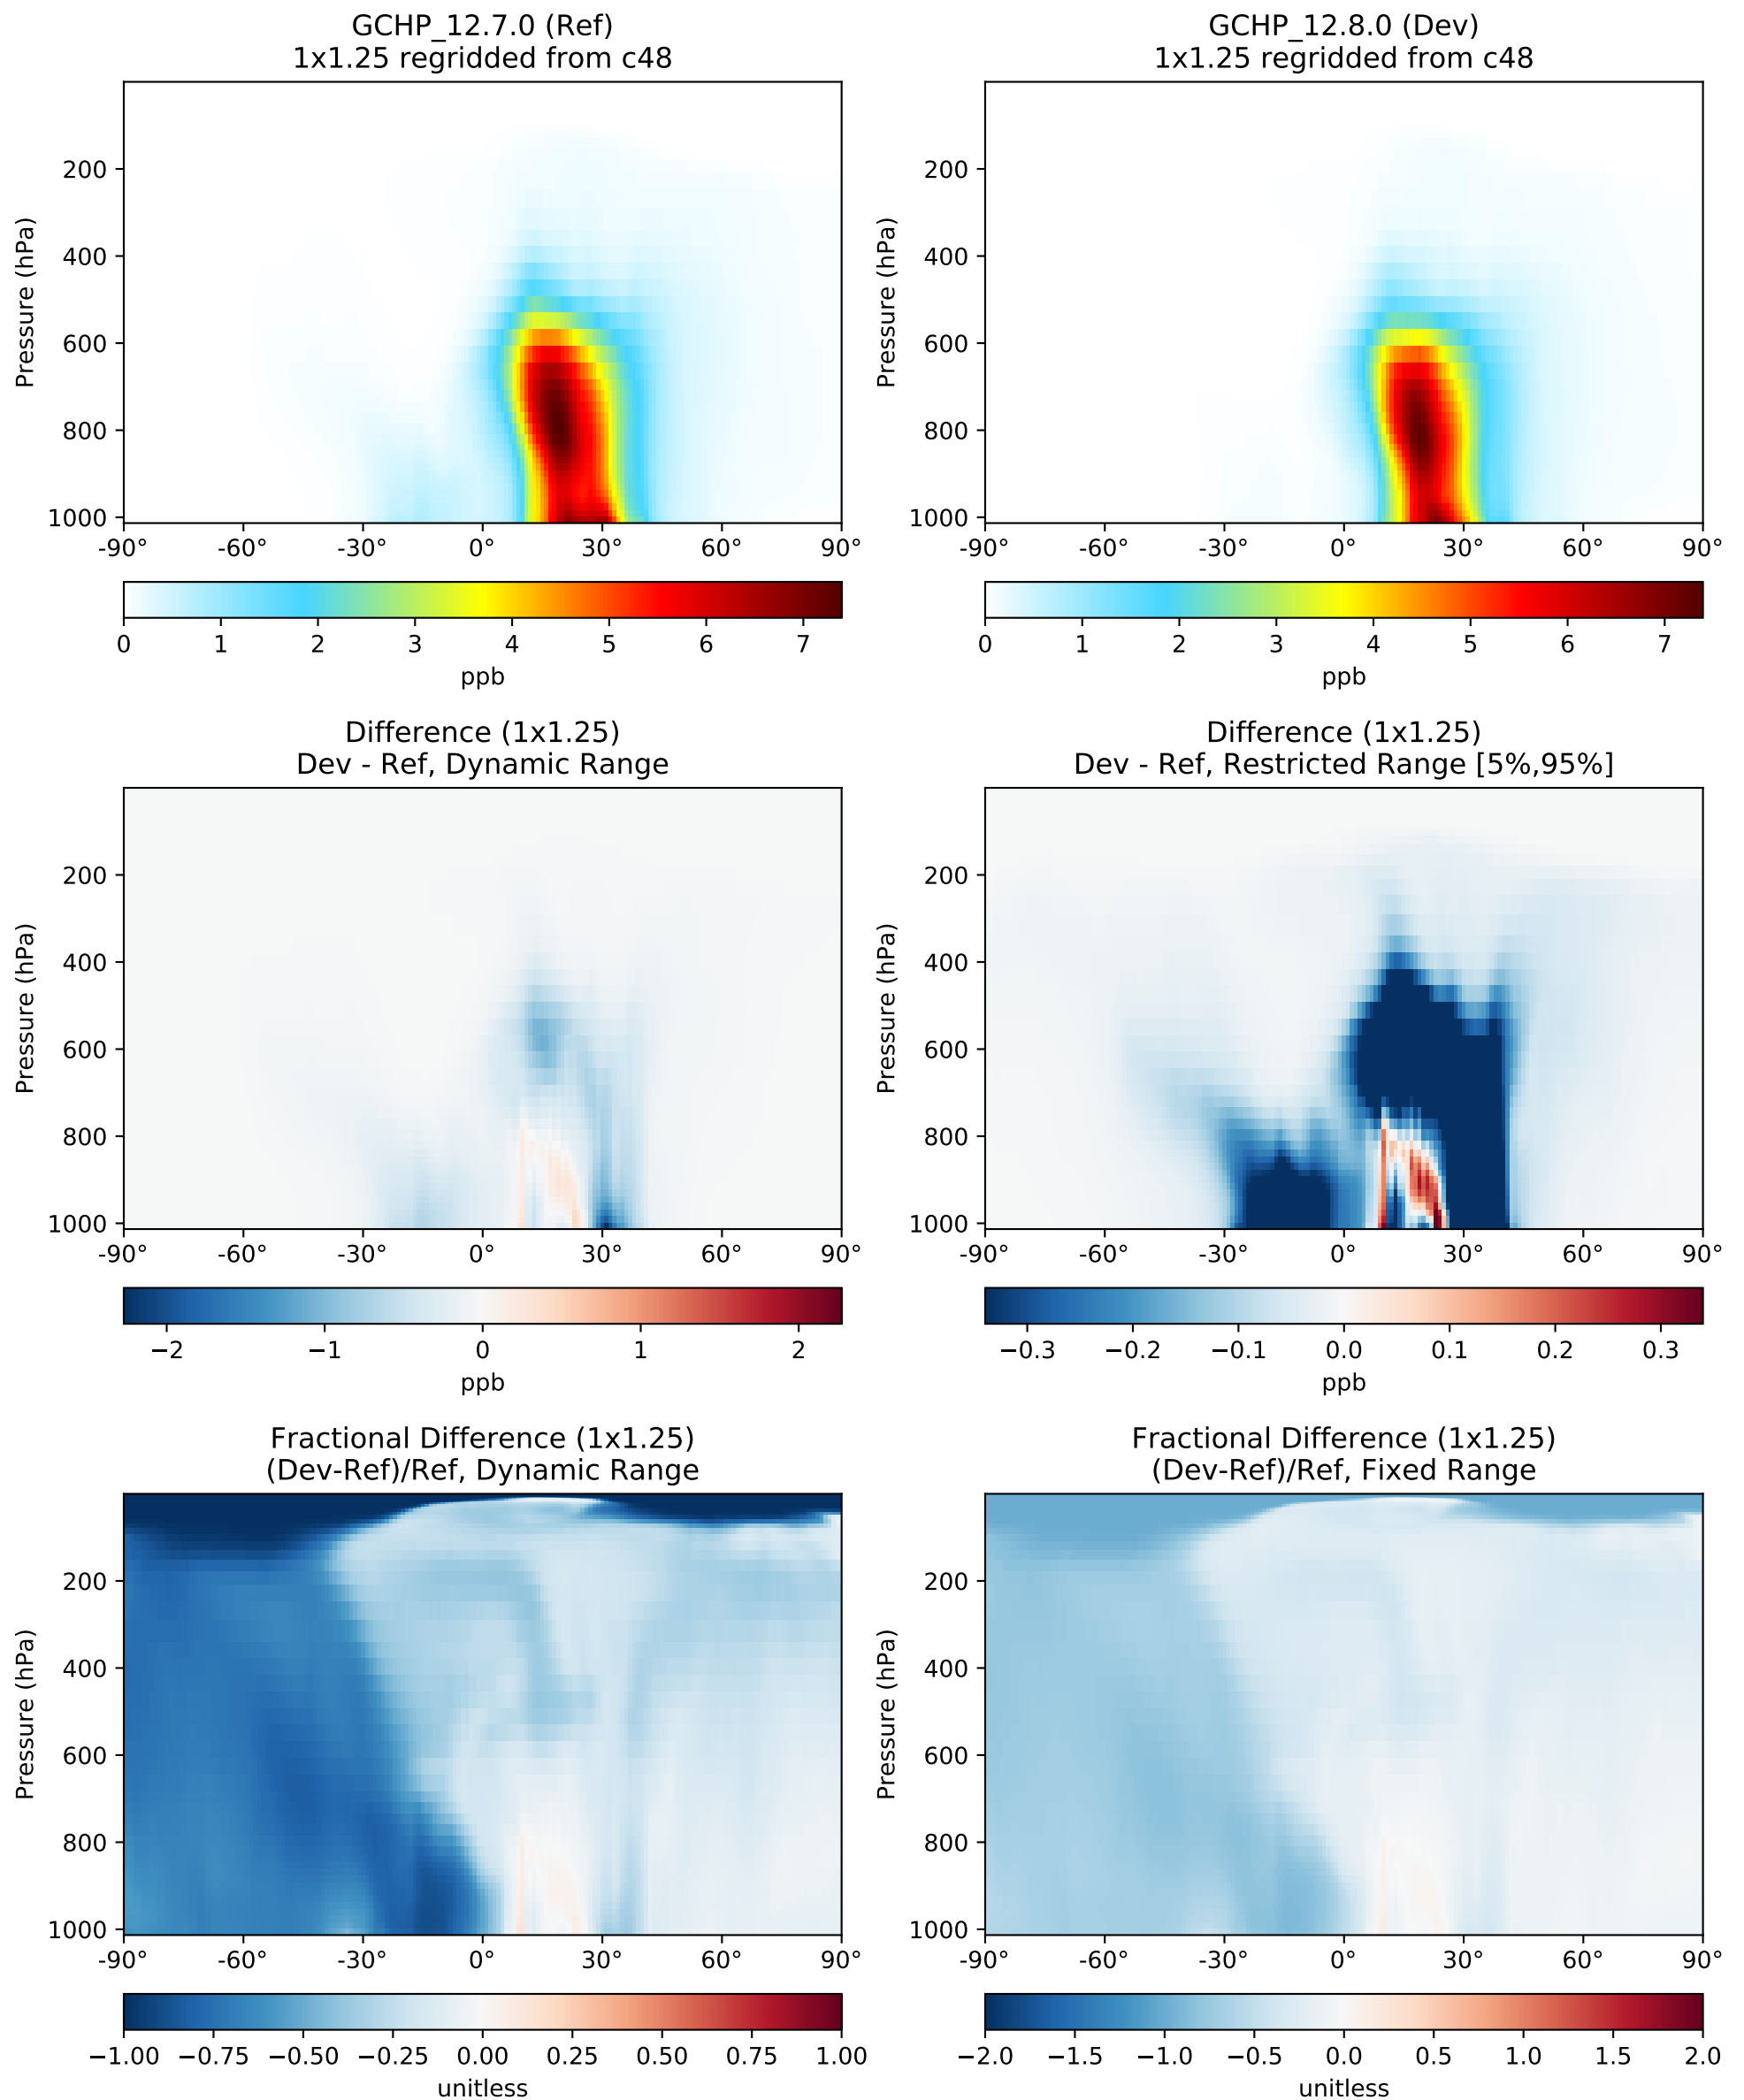 GCHP_12.7.0 (Ref)
1x1.25 regridded from c48
Pressure (hPa)
200
400
600
800
1000
-90° -60° -30° 0° 30° 60° 90°
0 1 2 3 4 5 6 7
ppb
GCHP_12.8.0 (Dev)
1x1.25 regridded from c48
Pressure (hPa)
200
400
600
800
1000
-90° -60° -30° 0° 30° 60° 90°
0 1 2 3 4 5 6 7
ppb
Difference (1x1.25)
Dev - Ref, Dynamic Range
Pressure (hPa)
200
400
600
800
1000
-90° -60° -30° 0° 30° 60° 90°
−2 −1 0 1 2
ppb
Difference (1x1.25)
Dev - Ref, Restricted Range [5%,95%]
Pressure (hPa)
200
400
600
800
1000
-90° -60° -30° 0° 30° 60° 90°
−0.3 −0.2 −0.1 0.0 0.1 0.2 0.3
ppb
Fractional Difference (1x1.25)
(Dev-Ref)/Ref, Dynamic Range
Pressure (hPa)
200
400
600
800
1000
-90° -60° -30° 0° 30° 60° 90°
−1.00 −0.75 −0.50 −0.25 0.00 0.25 0.50 0.75 1.00
unitless
Fractional Difference (1x1.25)
(Dev-Ref)/Ref, Fixed Range
Pressure (hPa)
200
400
600
800
1000
-90° -60° -30° 0° 30° 60° 90°
−2.0 −1.5 −1.0 −0.5 0.0 0.5 1.0 1.5 2.0
unitless